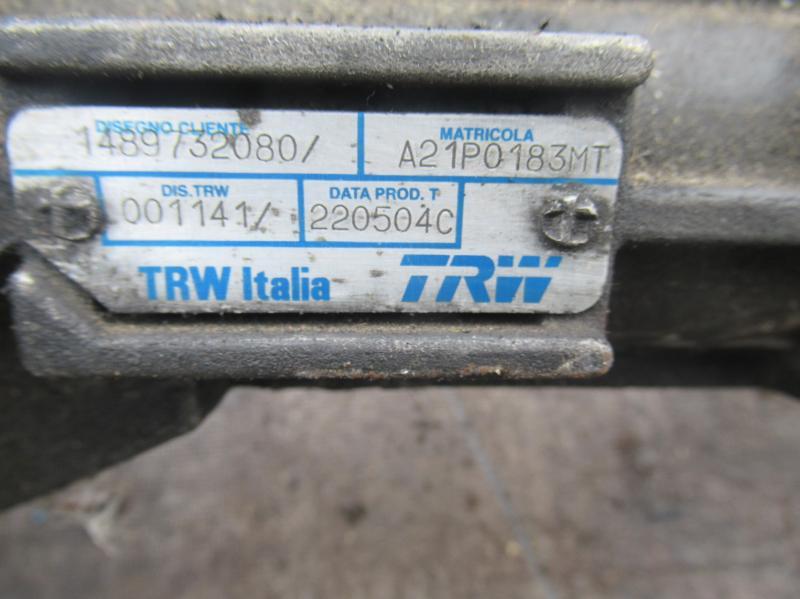 DISEGNO CLIENTE MATRICOLA
1489732080/ A21P0183MT
DIS.TRW DATA PROD. T
001141/ 220504C
TRW Italia TRW